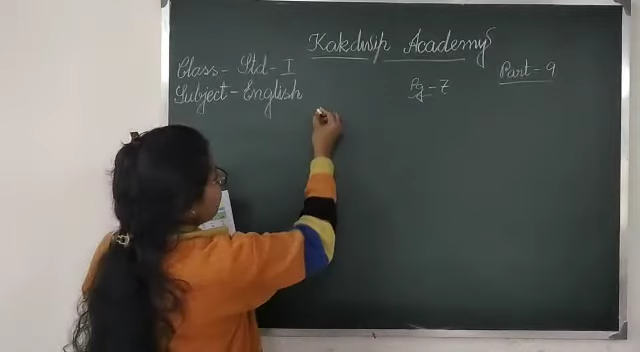 Kakdwip Academy
Class - Std - I
Part - 9
Subject - English
Pg - 7